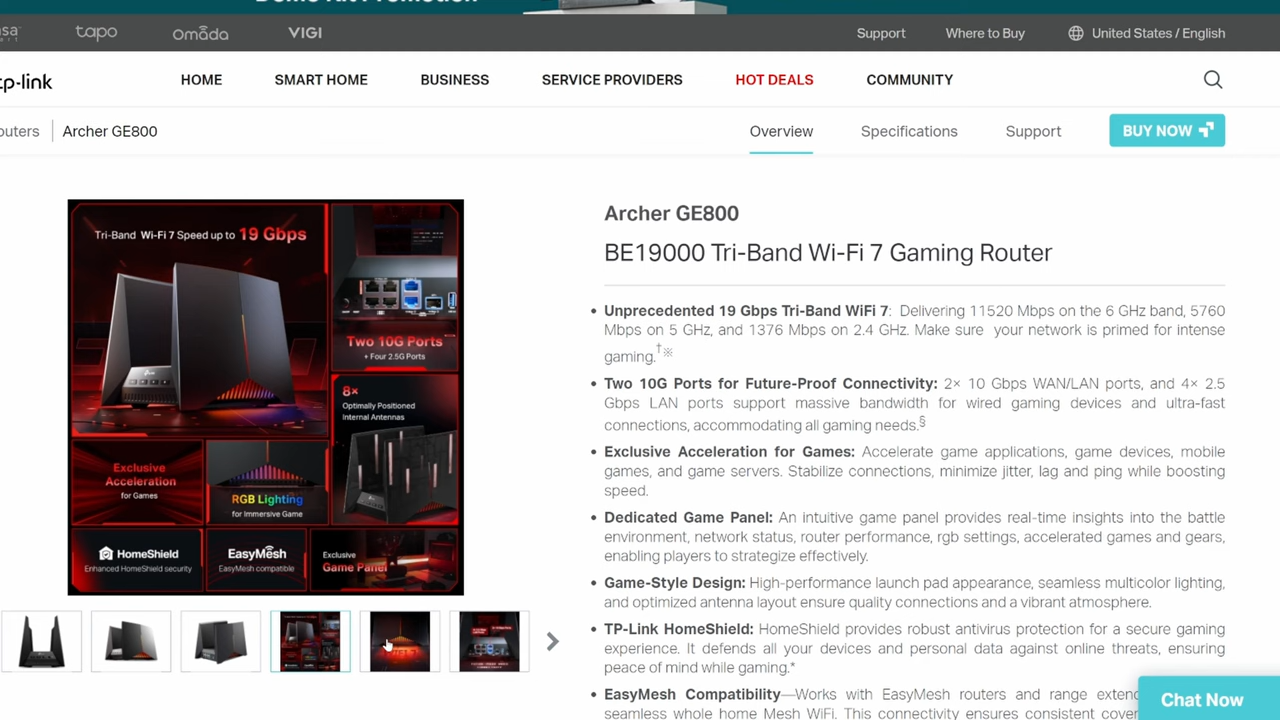 tapo
omada
VIGI
Support
Where to Buy
United States / English
tp-link
HOME
SMART HOME
BUSINESS
SERVICE PROVIDERS
HOT DEALS
COMMUNITY
Archer GE800
Overview
Specifications
Support
BUY NOW
Tri-Band Wi-Fi 7 Speed up to 19 Gbps
Two 10G Ports
+ Four 2.5G Ports
8×
Optimally Positioned
Internal Antennas
Exclusive
Acceleration
for Games
RGB Lighting
for Immersive Game
HomeShield
Enhanced HomeShield security
EasyMesh
EasyMesh compatible
Exclusive
Game Panel
Archer GE800
BE19000 Tri-Band Wi-Fi 7 Gaming Router
• Unprecedented 19 Gbps Tri-Band WiFi 7: Delivering 11520 Mbps on the 6 GHz band, 5760
Mbps on 5 GHz, and 1376 Mbps on 2.4 GHz. Make sure your network is primed for intense
gaming.†※
• Two 10G Ports for Future-Proof Connectivity: 2× 10 Gbps WAN/LAN ports, and 4× 2.5
Gbps LAN ports support massive bandwidth for wired gaming devices and ultra-fast
connections, accommodating all gaming needs.§
• Exclusive Acceleration for Games: Accelerate game applications, game devices, mobile
games, and game servers. Stabilize connections, minimize jitter, lag and ping while boosting
speed.
• Dedicated Game Panel: An intuitive game panel provides real-time insights into the battle
environment, network status, router performance, rgb settings, accelerated games and gears,
enabling players to strategize effectively.
• Game-Style Design: High-performance launch pad appearance, seamless multicolor lighting,
and optimized antenna layout ensure quality connections and a vibrant atmosphere.
• TP-Link HomeShield: HomeShield provides robust antivirus protection for a secure gaming
experience. It defends all your devices and personal data against online threats, ensuring
peace of mind while gaming.*
• EasyMesh Compatibility—Works with EasyMesh routers and range
seamless whole home Mesh WiFi. This connectivity ensures consistent
Chat Now